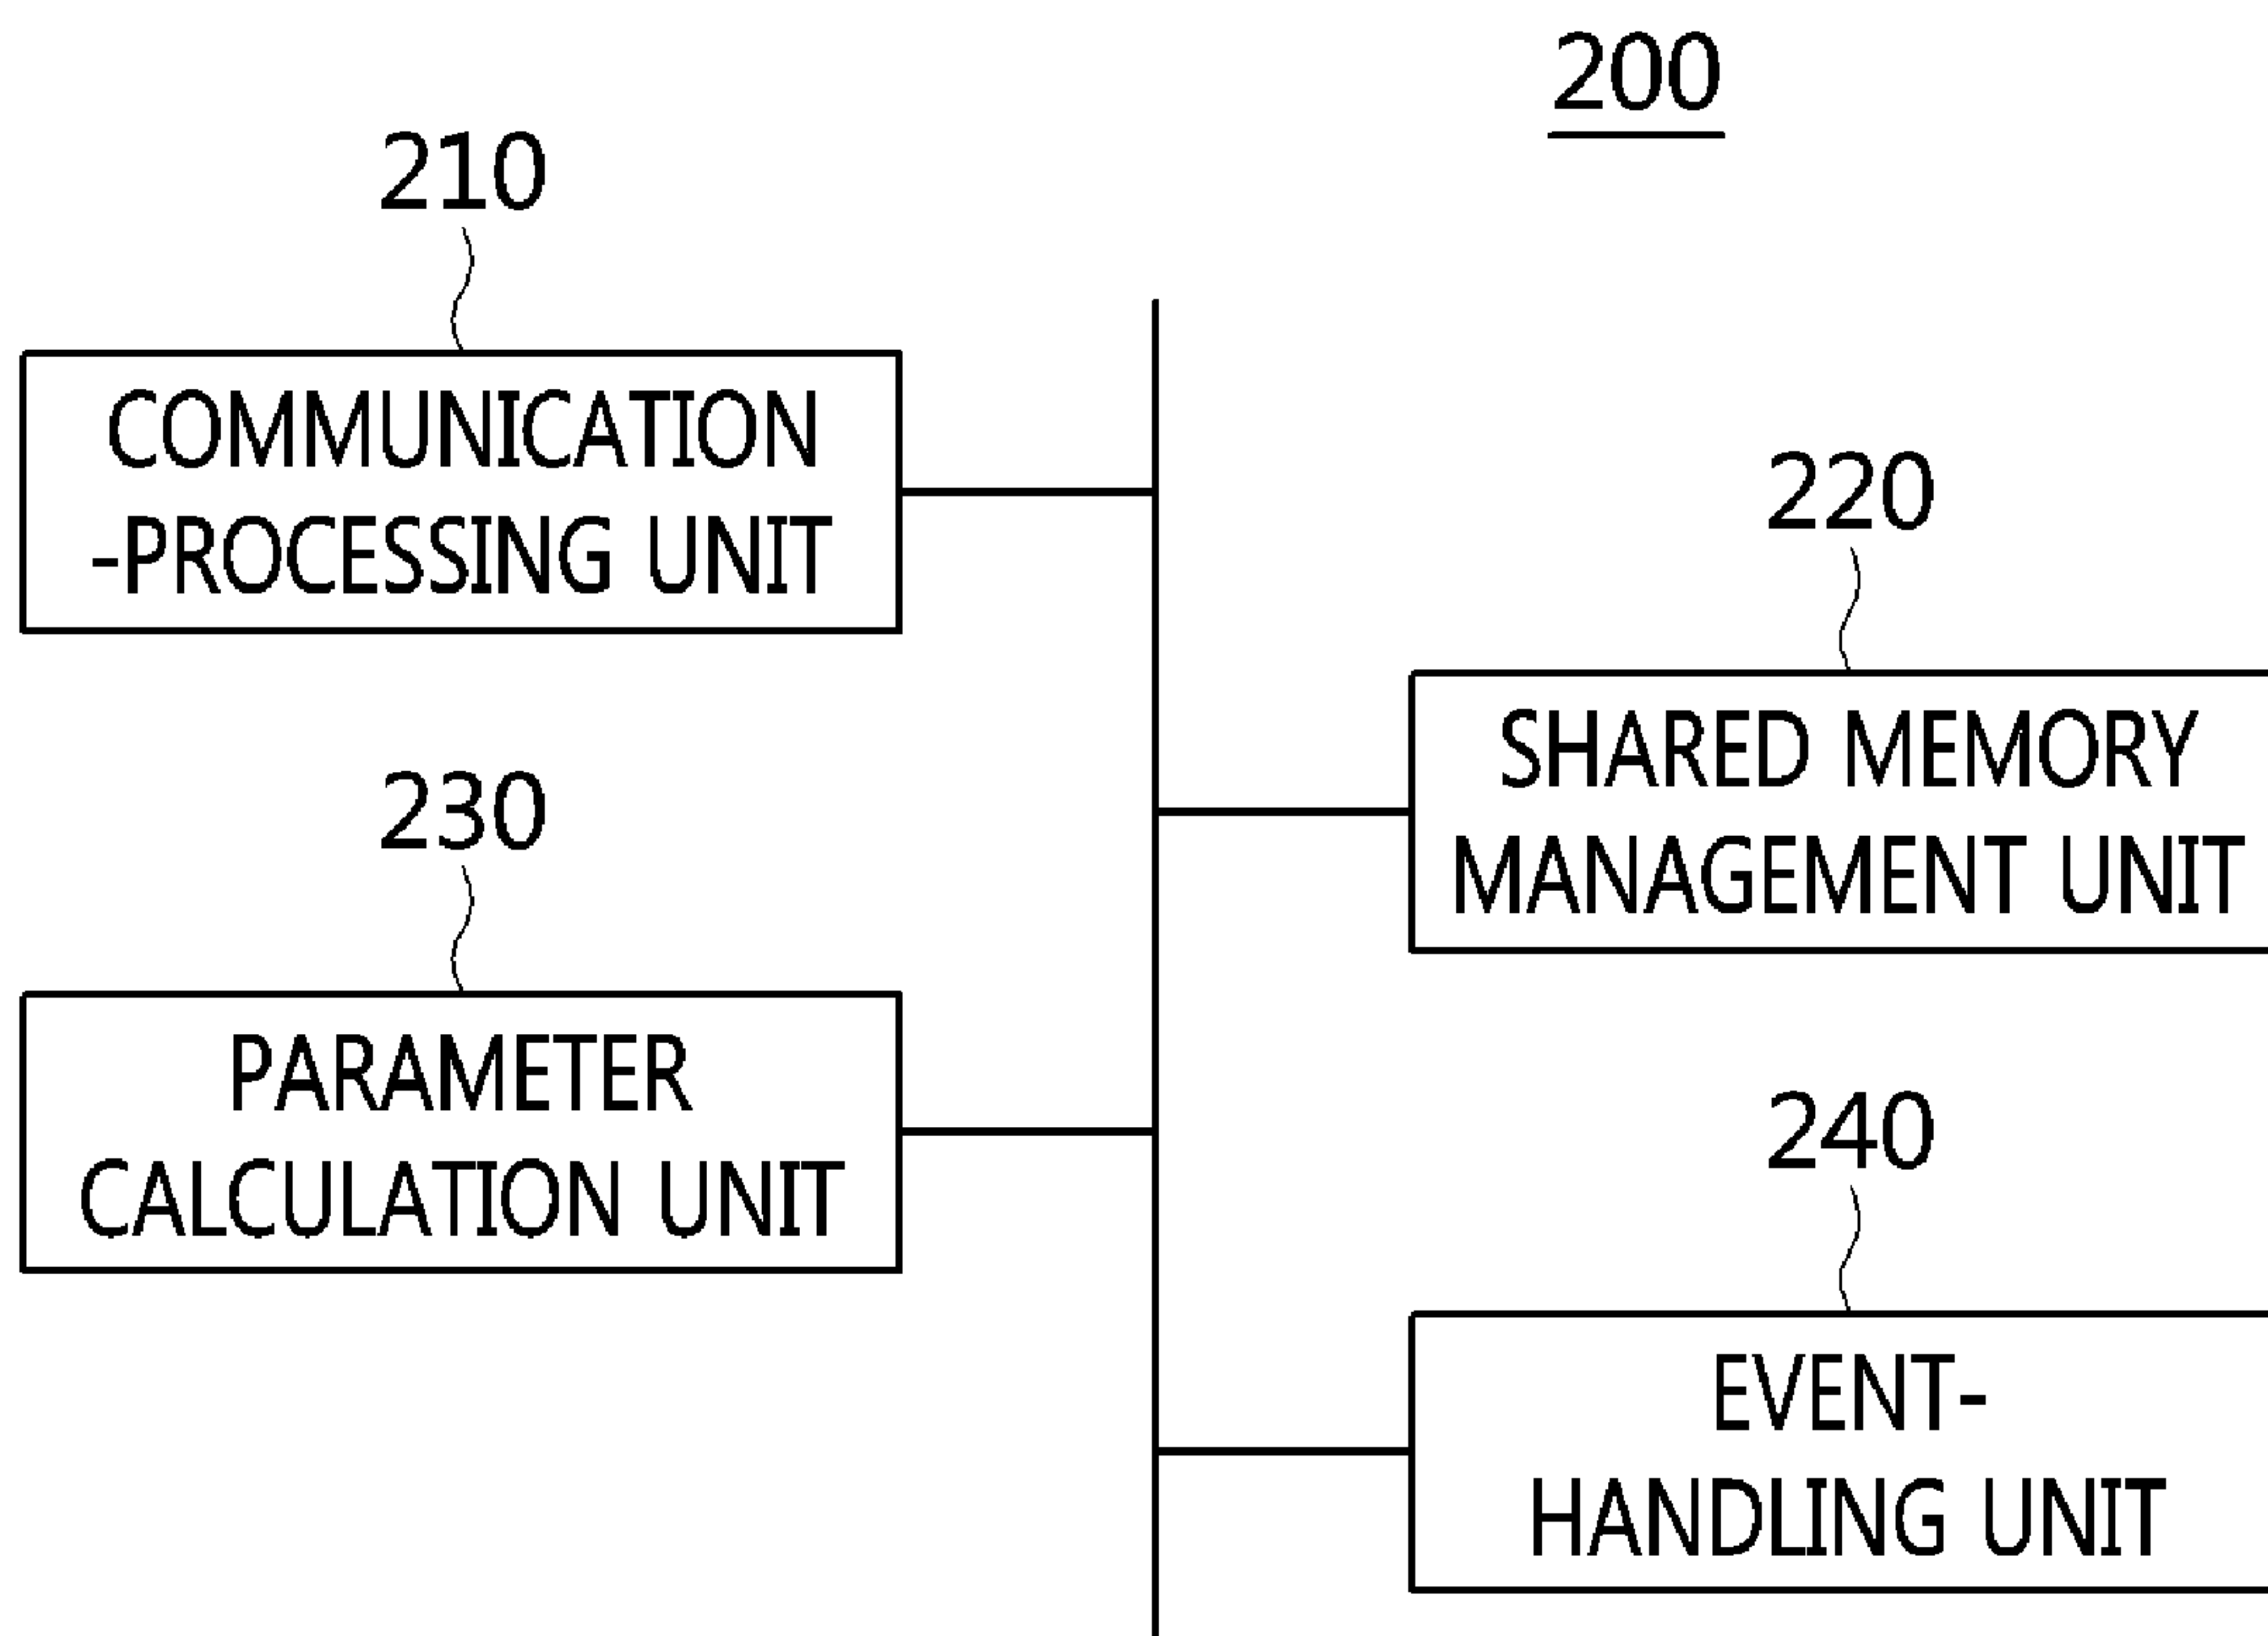 200
210
COMMUNICATION
-PROCESSING UNIT
220
SHARED MEMORY
MANAGEMENT UNIT
230
PARAMETER
CALCULATION UNIT
240
EVENT-
HANDLING UNIT